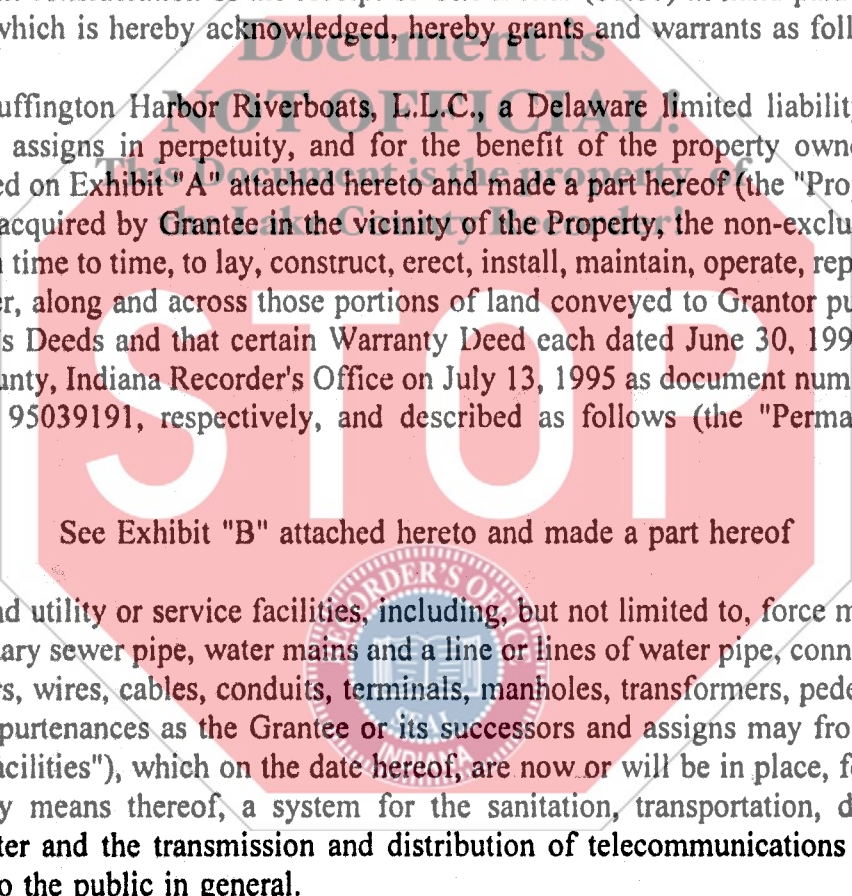 which is hereby acknowledged, hereby grants and warrants as foll
Document is
NOT OFFICIAL!
This Document is the property of
the Lake County Recorder!
uffington Harbor Riverboats, L.L.C., a Delaware limited liability
assigns in perpetuity, and for the benefit of the property owne
ed on Exhibit "A" attached hereto and made a part hereof (the "Pro
acquired by Grantee in the vicinity of the Property, the non-exclu
time to time, to lay, construct, erect, install, maintain, operate, rep
er, along and across those portions of land conveyed to Grantor pu
s Deeds and that certain Warranty Deed each dated June 30, 199
unty, Indiana Recorder's Office on July 13, 1995 as document num
95039191, respectively, and described as follows (the "Perma
STOP
See Exhibit "B" attached hereto and made a part hereof
RECORDER'S OFFICE
SEAL
INDIANA
nd utility or service facilities, including, but not limited to, force m
ary sewer pipe, water mains and a line or lines of water pipe, conn
rs, wires, cables, conduits, terminals, manholes, transformers, pede
purtenances as the Grantee or its successors and assigns may fro
acilities"), which on the date hereof, are now or will be in place, f
y means thereof, a system for the sanitation, transportation, d
ter and the transmission and distribution of telecommunications
o the public in general.